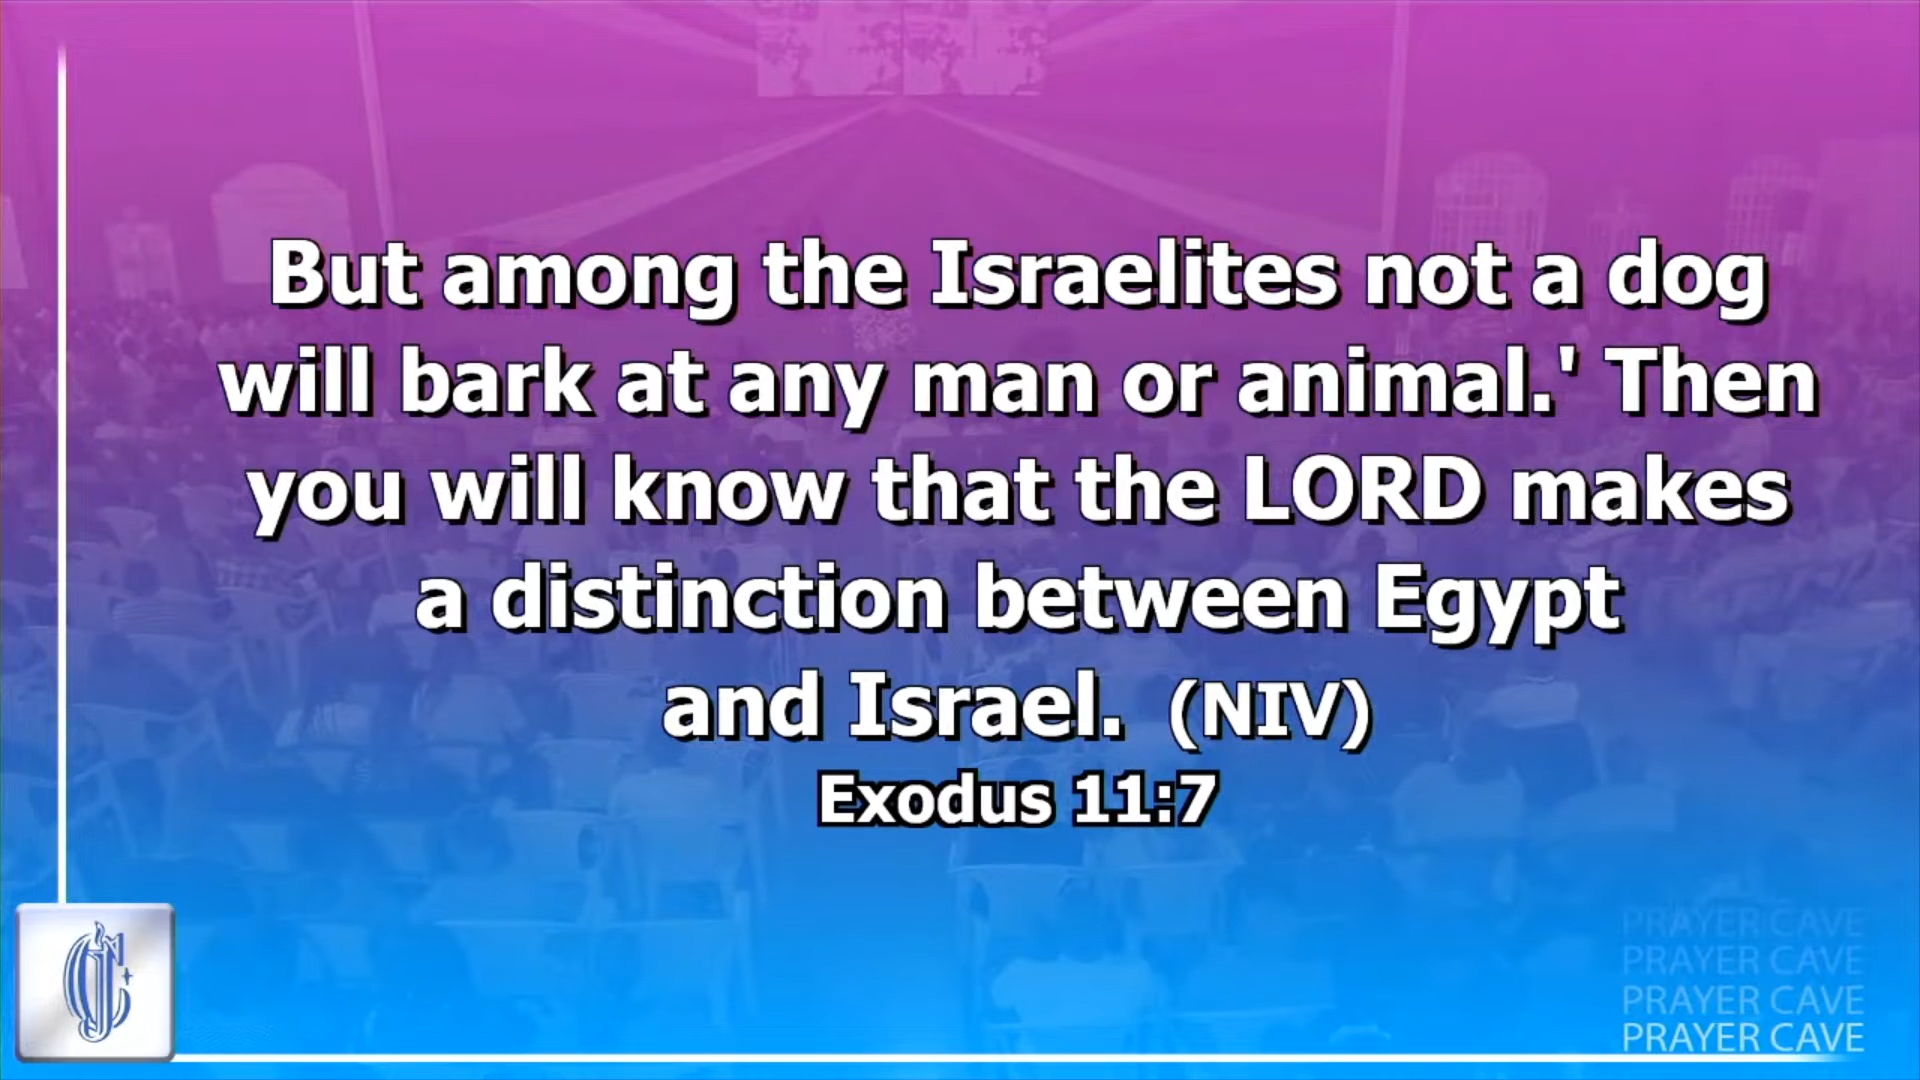 But among the Israelites not a dog
will bark at any man or animal.' Then
you will know that the LORD makes
a distinction between Egypt
and Israel. (NIV)
Exodus 11:7
PRAYER CAVE
PRAYER CAVE
PRAYER CAVE
PRAYER CAVE